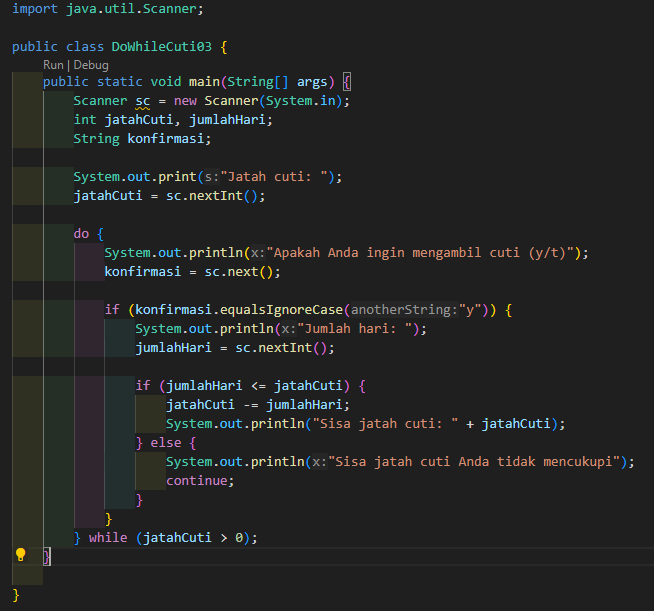 import java.util.Scanner;
public class DoWhileCuti03 {
Run | Debug
public static void main(String[] args) {
Scanner sc = new Scanner(System.in);
int jatahCuti, jumlahHari;
String konfirmasi;
System.out.print(s:"Jatah cuti: ");
jatahCuti = sc.nextInt();
do {
System.out.println(x:"Apakah Anda ingin mengambil cuti (y/t)");
konfirmasi = sc.next();
if (konfirmasi.equalsIgnoreCase(anotherString:"y")) {
System.out.println(x:"Jumlah hari: ");
jumlahHari = sc.nextInt();
if (jumlahHari <= jatahCuti) {
jatahCuti -= jumlahHari;
System.out.println("Sisa jatah cuti: " + jatahCuti);
} else {
System.out.println(x:"Sisa jatah cuti Anda tidak mencukupi");
continue;
}
}
} while (jatahCuti > 0);
}
}